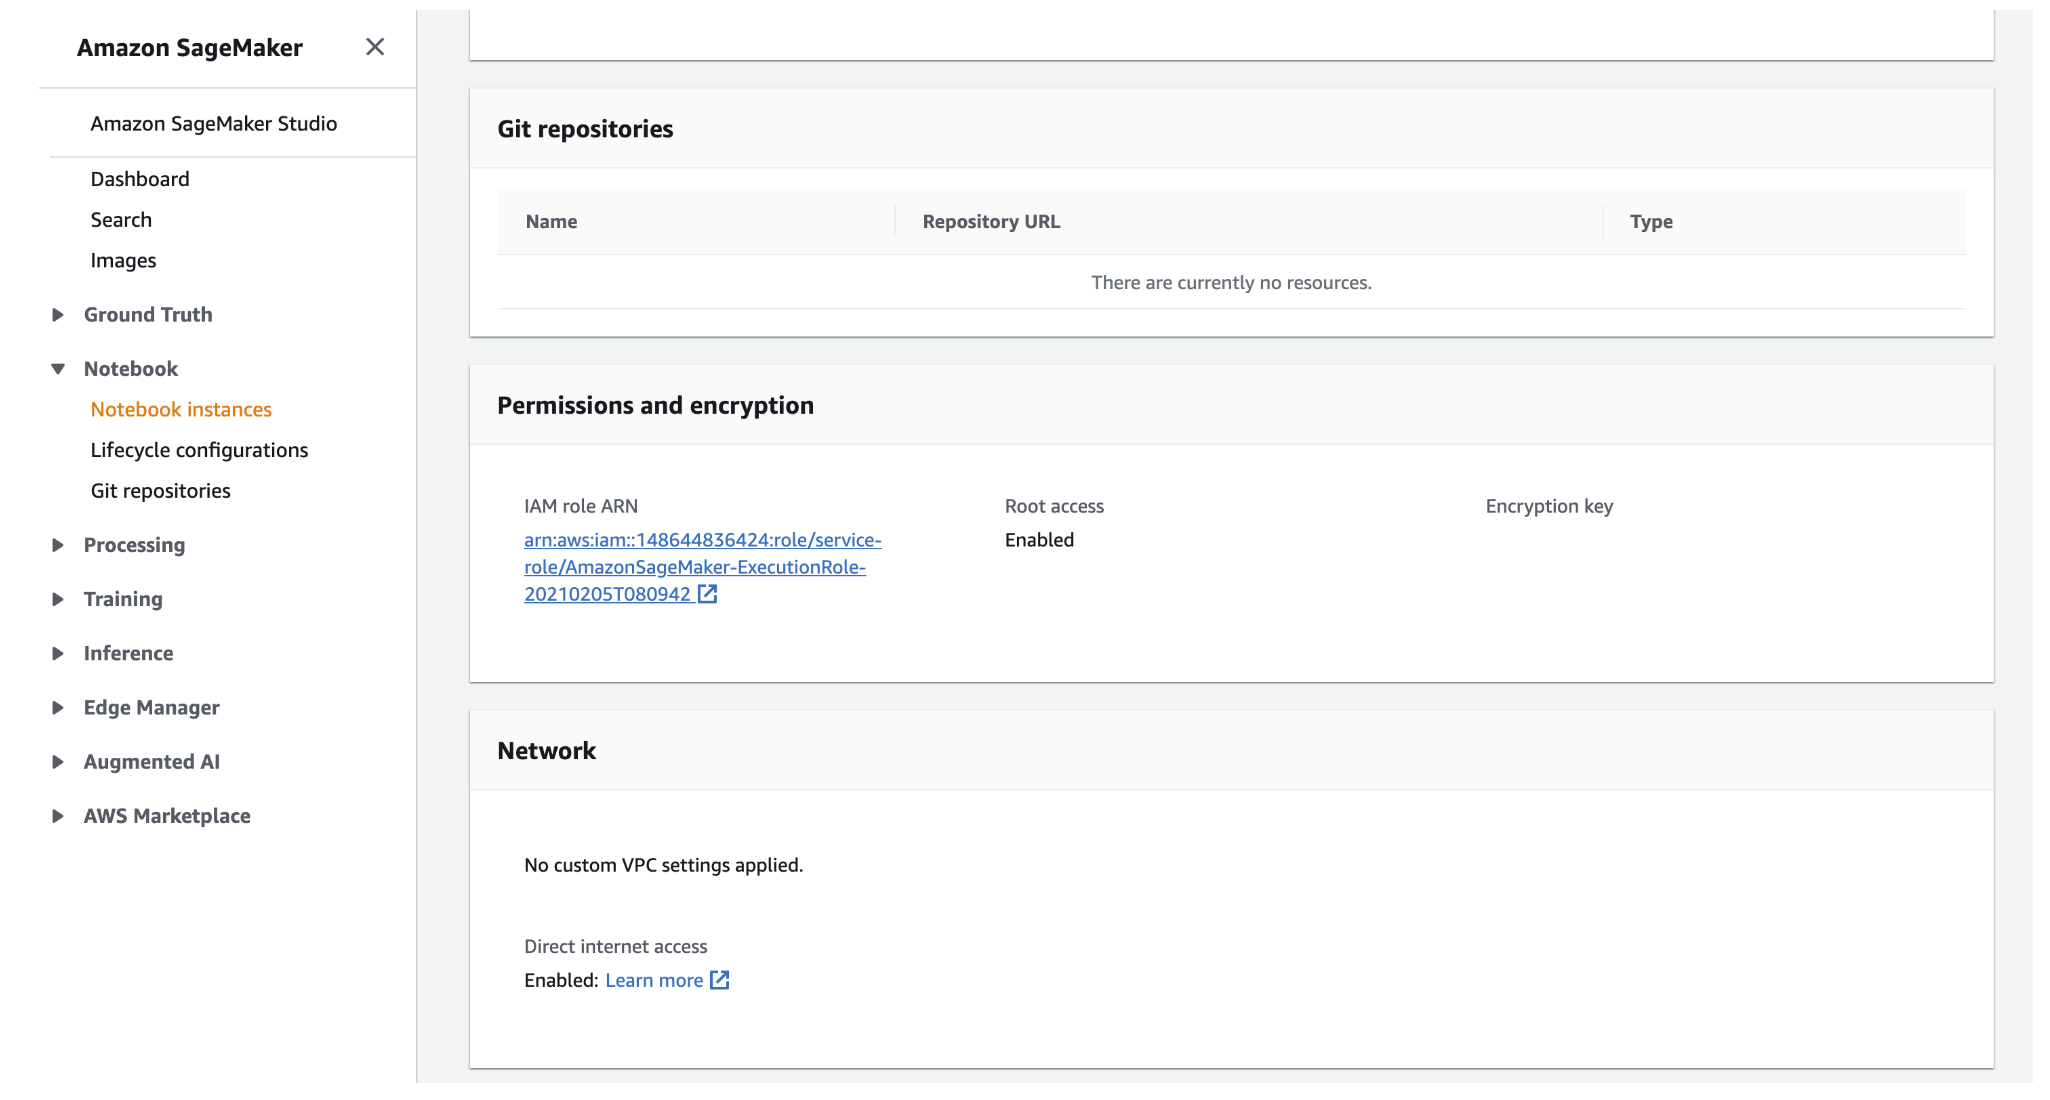 Amazon SageMaker
Amazon SageMaker Studio
Dashboard
Search
Images
Ground Truth
Notebook
Notebook instances
Lifecycle configurations
Git repositories
Processing
Training
Inference
Edge Manager
Augmented AI
AWS Marketplace
Git repositories
Name Repository URL Type
There are currently no resources.
Permissions and encryption
IAM role ARN Root access Encryption key
arn:aws:iam::148644836424:role/service- Enabled
role/AmazonSageMaker-ExecutionRole-
20210205T080942
Network
No custom VPC settings applied.
Direct internet access
Enabled: Learn more